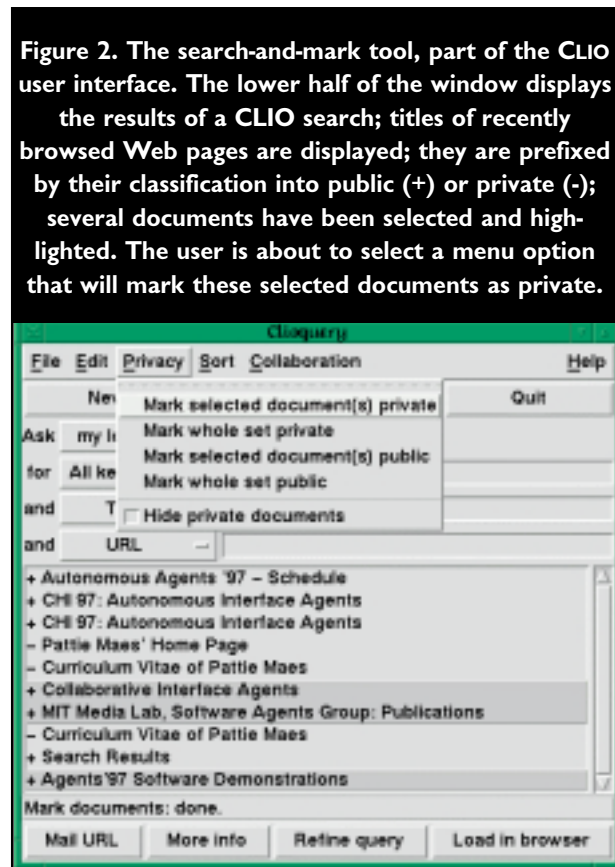 Figure 2. The search-and-mark tool, part of the CLIO
user interface. The lower half of the window displays
the results of a CLIO search; titles of recently
browsed Web pages are displayed; they are prefixed
by their classification into public (+) or private (-);
several documents have been selected and high-
lighted. The user is about to select a menu option
that will mark these selected documents as private.
Clioquery
File Edit Privacy Sort Collaboration Help
Quit
Mark selected document(s) private
Ask my
Mark whole set private
Mark selected document(s) public
for All ke
Mark whole set public
and T
Hide private documents
and URL
+ Autonomous Agents '97 – Schedule
+ CHI 97: Autonomous Interface Agents
+ CHI 97: Autonomous Interface Agents
– Pattie Maes' Home Page
– Curriculum Vitae of Pattie Maes
+ Collaborative Interface Agents
+ MIT Media Lab, Software Agents Group: Publications
– Curriculum Vitae of Pattie Maes
+ Search Results
+ Agents'97 Software Demonstrations
Mark documents: done.
Mail URL More info Refine query Load in browser